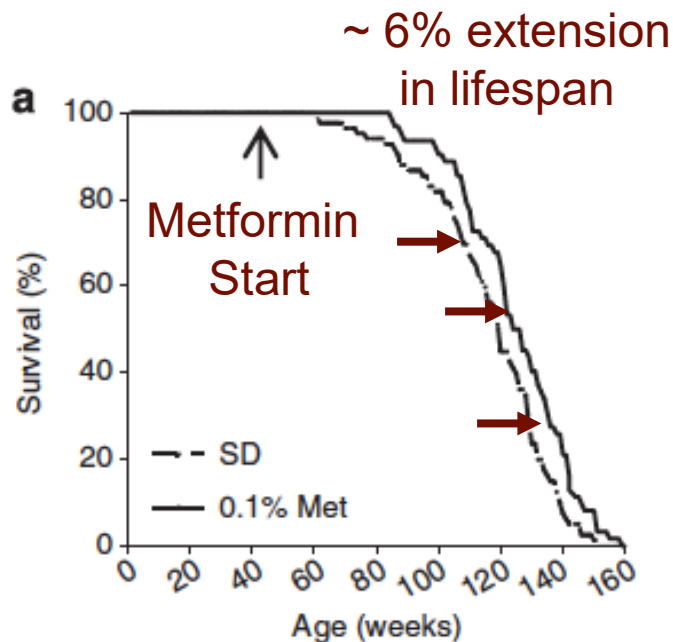 ~ 6% extension
in lifespan
a
100
80
60
40
20
0
Survival (%)
Metformin
Start
SD
0.1% Met
0 20 40 60 80 100 120 140 160
Age (weeks)